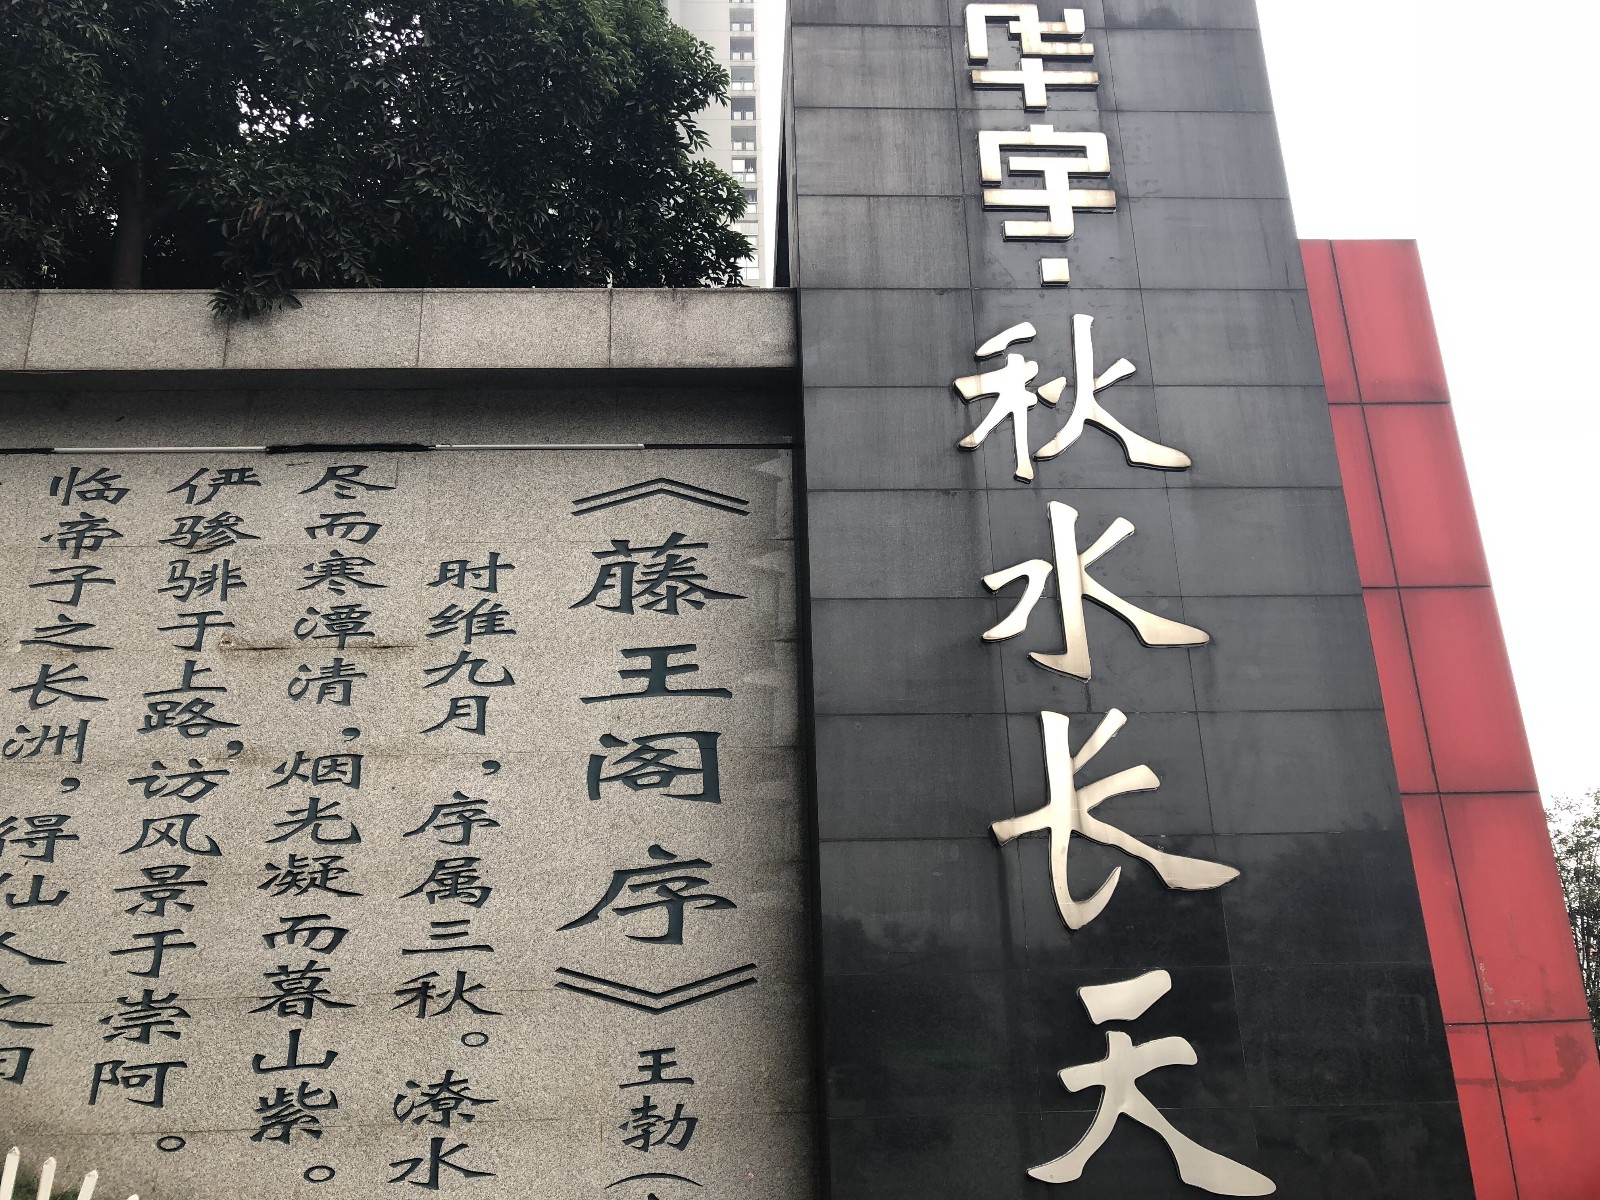 华宇·秋水长天
《藤王阁序》王勃（
时维九月，序属三秋。潦水
尽而寒潭清，烟光凝而暮山紫。
俨骖𬴂于上路，访风景于崇阿。
临帝子之长洲，得仙人之